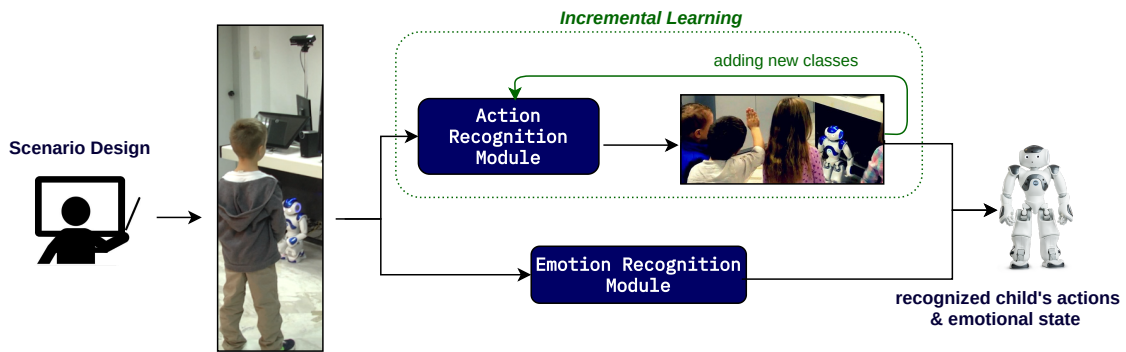 Incremental Learning
adding new classes
Action
Recognition
Module
Scenario Design
Emotion Recognition
Module
recognized child's actions
& emotional state